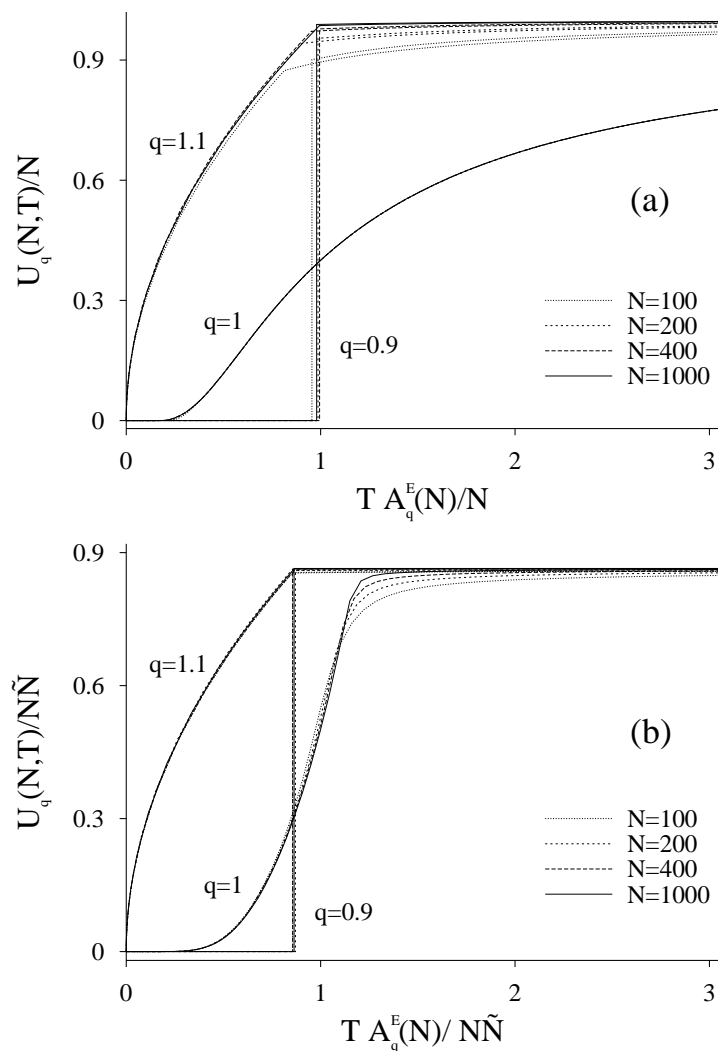 U_q(N,T)/N
0.9
0.6
0.3
0
q=1.1
q=1
q=0.9
(a)
N=100
N=200
N=400
N=1000
0 1 2 3
T A_q^E(N)/N
U_q(N,T)/NÑ
0.9
0.6
0.3
0
q=1.1
q=1
q=0.9
(b)
N=100
N=200
N=400
N=1000
0 1 2 3
T A_q^E(N)/ NÑ